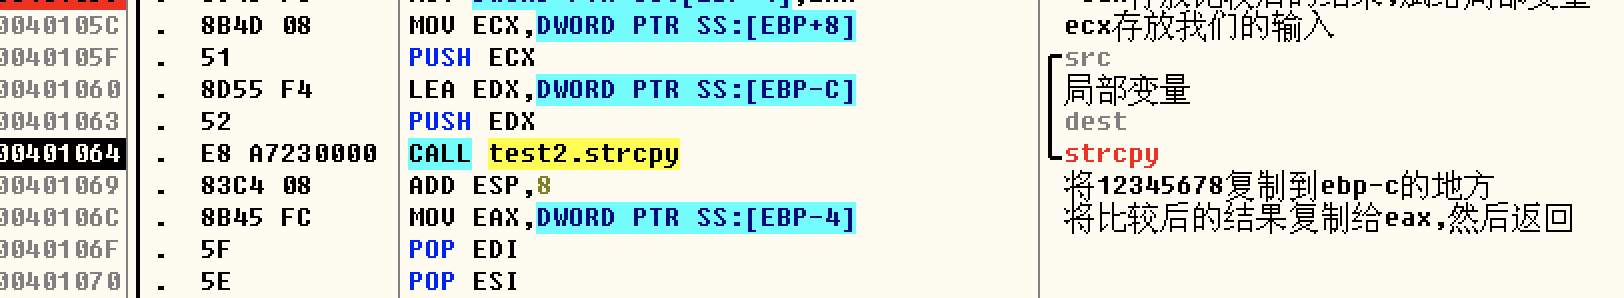 0040105C . 8B4D 08 MOV ECX,DWORD PTR SS:[EBP+8] ecx存放我们的输入
0040105F . 51 PUSH ECX src
00401060 . 8D55 F4 LEA EDX,DWORD PTR SS:[EBP-C] 局部变量
00401063 . 52 PUSH EDX dest
00401064 . E8 A7230000 CALL test2.strcpy strcpy
00401069 . 83C4 08 ADD ESP,8 将12345678复制到ebp-c的地方
0040106C . 8B45 FC MOV EAX,DWORD PTR SS:[EBP-4] 将比较后的结果复制给eax,然后返回
0040106F . 5F POP EDI
00401070 . 5E POP ESI